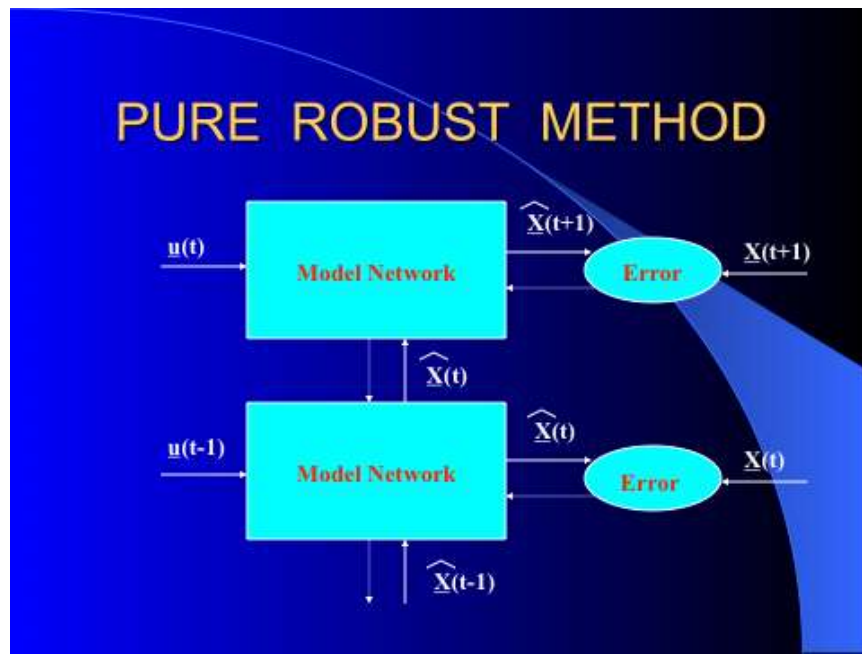 PURE ROBUST METHOD
X̲̂(t+1)
u̲(t)
X̲(t+1)
Model Network
Error
X̲̂(t)
X̲̂(t)
u̲(t-1)
X̲(t)
Model Network
Error
X̲̂(t-1)